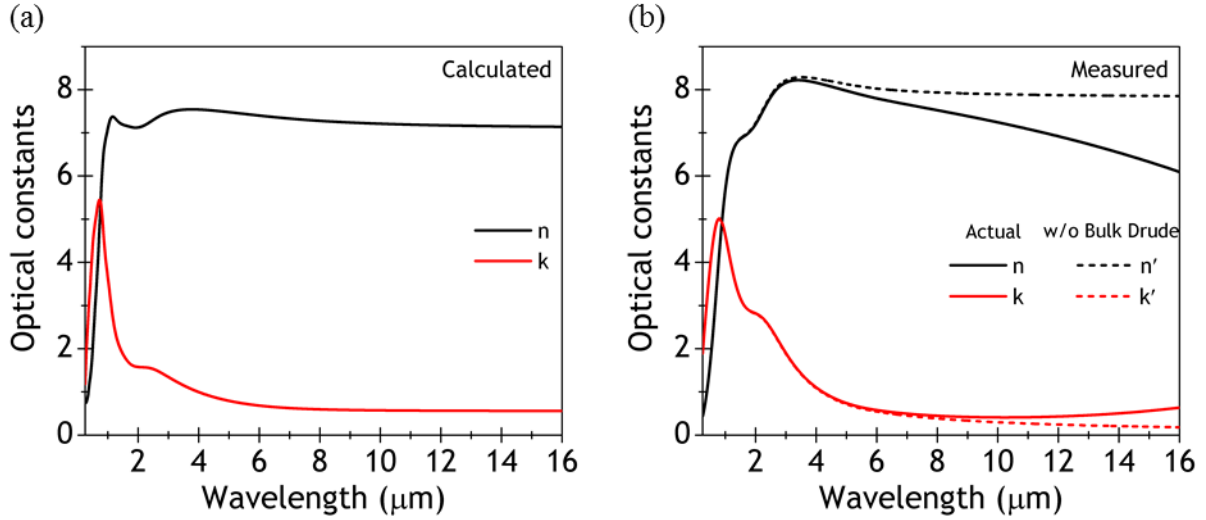 (a)
Calculated
Optical constants
8
6
4
2
0
n
k
2 4 6 8 10 12 14 16
Wavelength (μm)
(b)
Measured
Optical constants
8
6
4
2
0
Actual w/o Bulk Drude
n n′
k k′
2 4 6 8 10 12 14 16
Wavelength (μm)